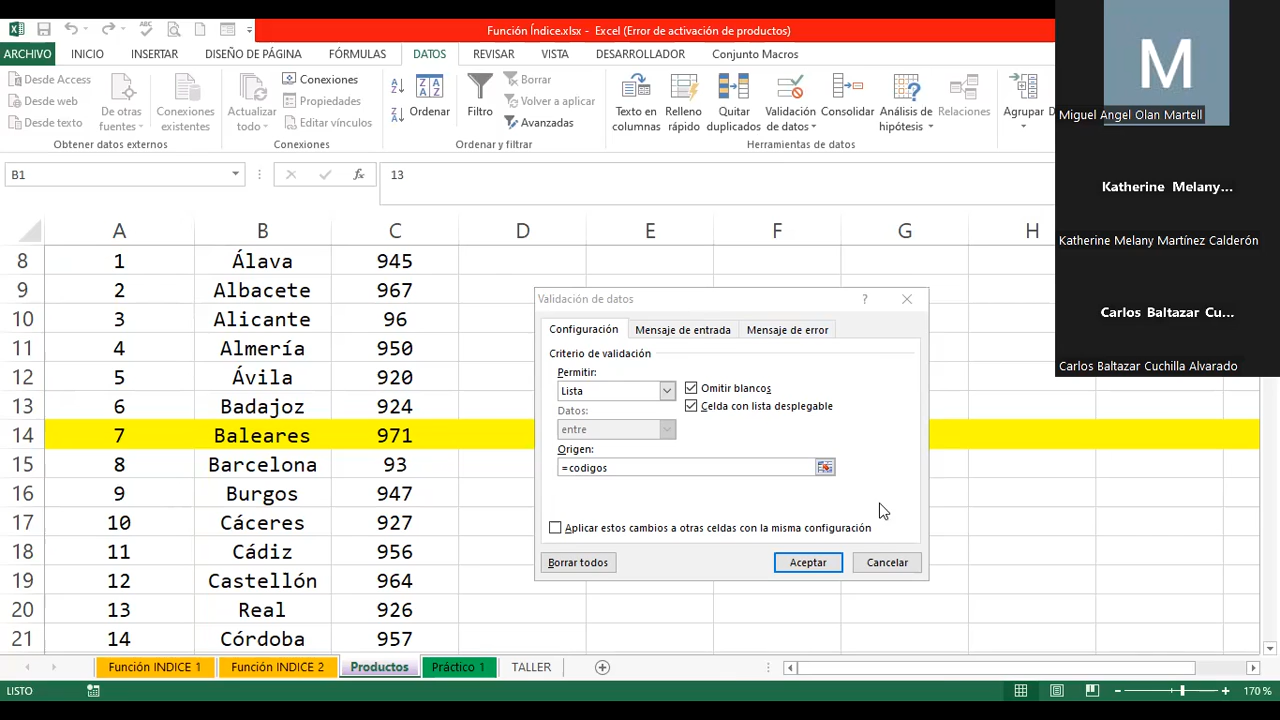 Función Índice.xlsx - Excel (Error de activación de productos)
ARCHIVO INICIO INSERTAR DISEÑO DE PÁGINA FÓRMULAS DATOS REVISAR VISTA DESARROLLADOR Conjunto Macros
Desde Access
Desde web
Desde texto
De otras fuentes
Conexiones existentes
Obtener datos externos
Actualizar todo
Conexiones
Propiedades
Editar vínculos
Conexiones
Ordenar
Filtro
Borrar
Volver a aplicar
Avanzadas
Ordenar y filtrar
Texto en columnas
Relleno rápido
Quitar duplicados
Validación de datos
Consolidar
Análisis de hipótesis
Relaciones
Herramientas de datos
Agrupar D
B1 fx 13
A B C D E F G H
8 1 Álava 945
9 2 Albacete 967
10 3 Alicante 96
11 4 Almería 950
12 5 Ávila 920
13 6 Badajoz 924
14 7 Baleares 971
15 8 Barcelona 93
16 9 Burgos 947
17 10 Cáceres 927
18 11 Cádiz 956
19 12 Castellón 964
20 13 Real 926
21 14 Córdoba 957
Validación de datos ?
Configuración Mensaje de entrada Mensaje de error
Criterio de validación
Permitir:
Lista
Omitir blancos
Celda con lista desplegable
Datos:
entre
Origen:
=codigos
Aplicar estos cambios a otras celdas con la misma configuración
Borrar todos Aceptar Cancelar
Función INDICE 1 Función INDICE 2 Productos Práctico 1 TALLER
LISTO 170 %
M
Miguel Angel Olan Martell
Katherine Melany...
Katherine Melany Martínez Calderón
Carlos Baltazar Cu...
Carlos Baltazar Cuchilla Alvarado